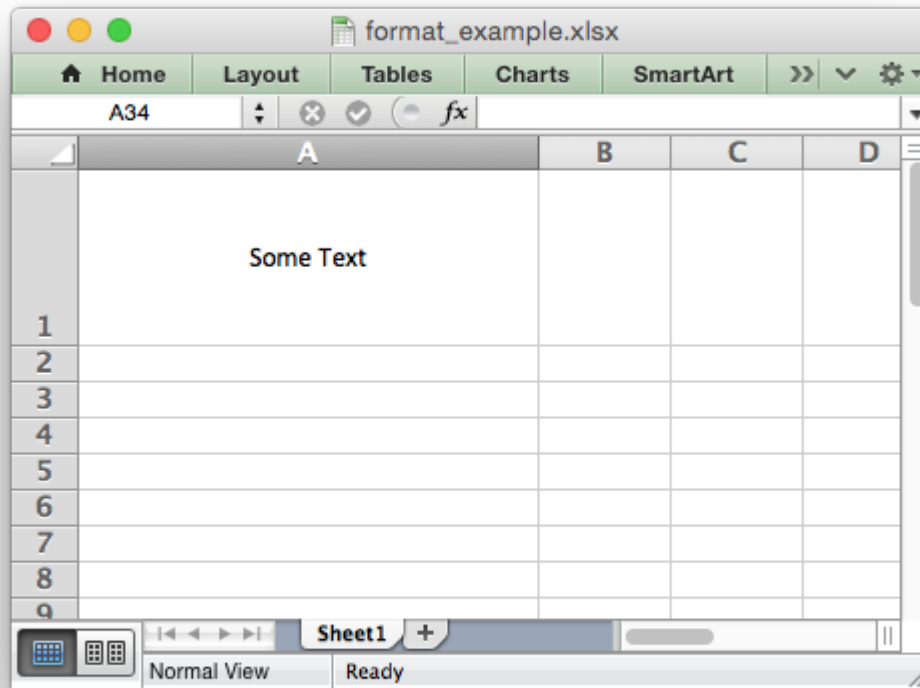 format_example.xlsx
Home Layout Tables Charts SmartArt
A34 fx
A B C D
Some Text
1
2
3
4
5
6
7
8
9
Sheet1 +
Normal View Ready